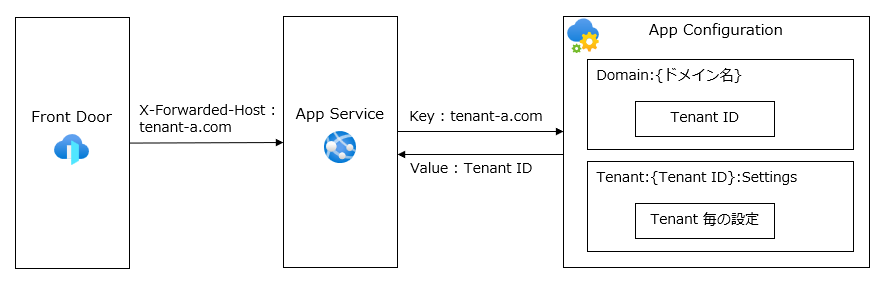 Front Door
X-Forwarded-Host :
tenant-a.com
App Service
Key : tenant-a.com
Value : Tenant ID
App Configuration
Domain:{ドメイン名}
Tenant ID
Tenant:{Tenant ID}:Settings
Tenant 毎の設定